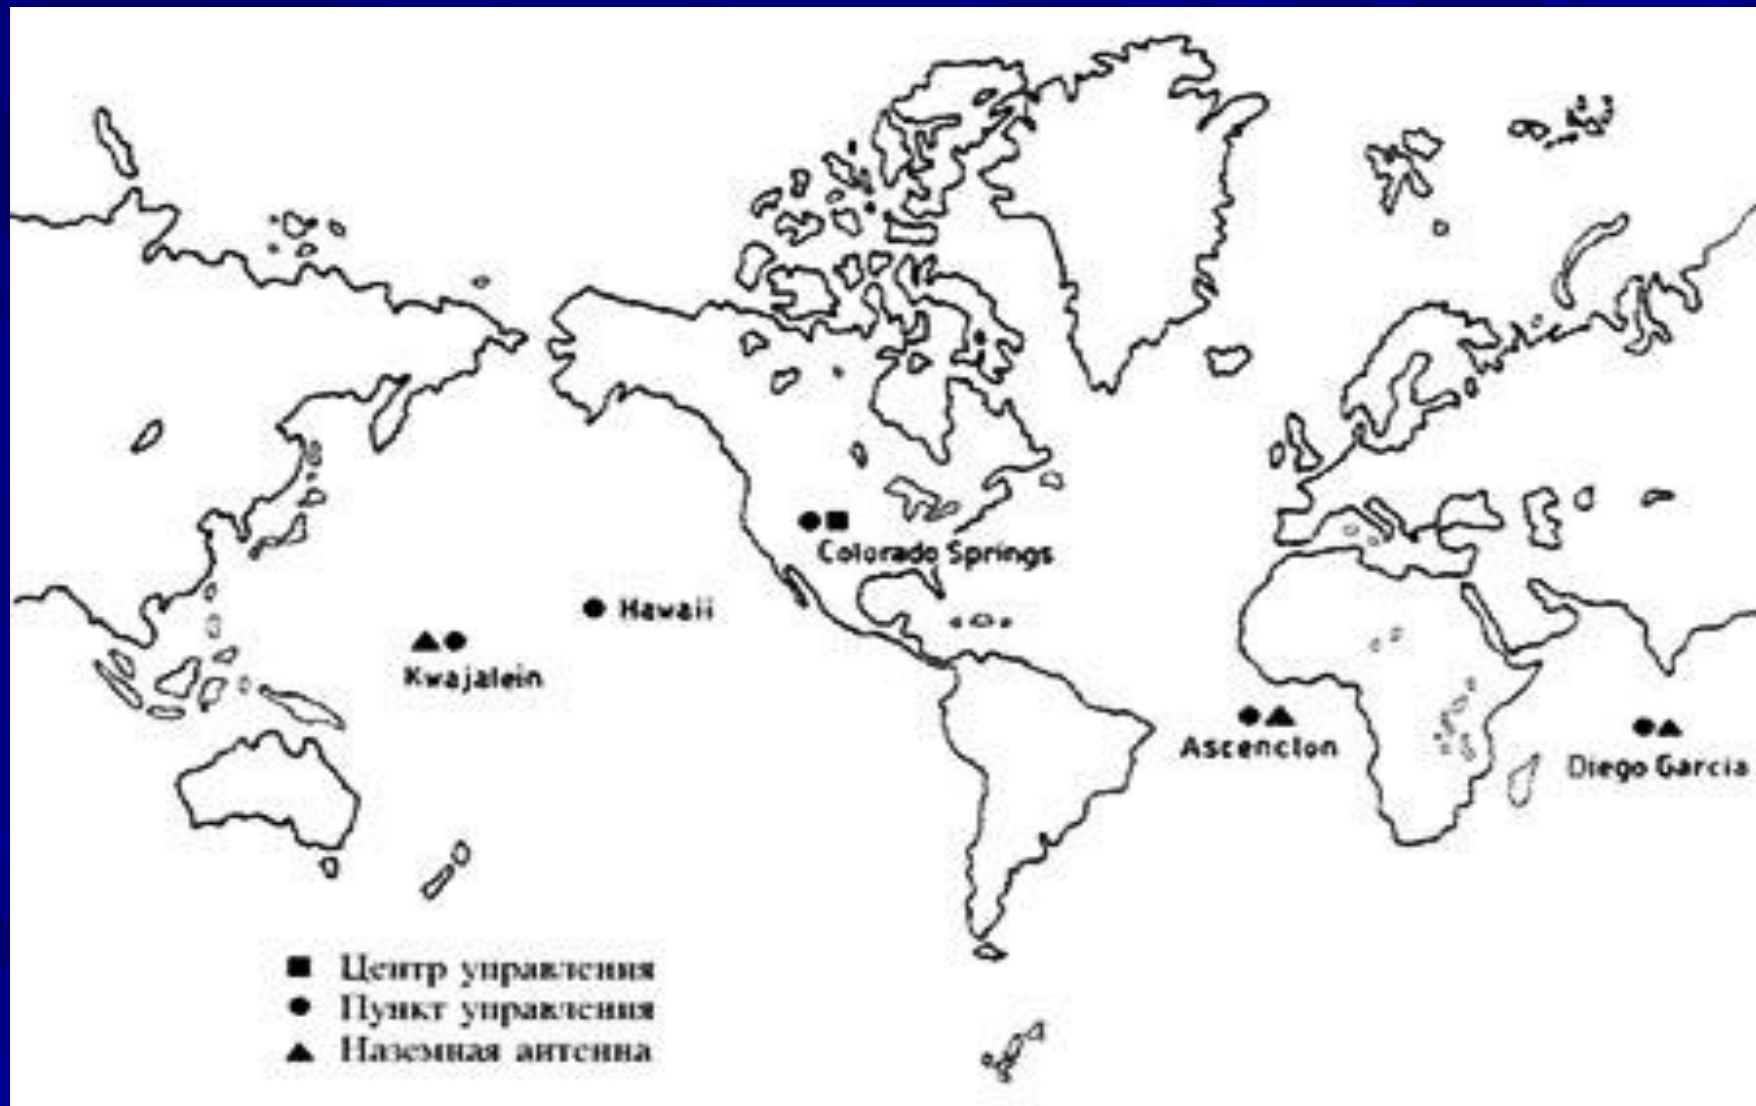 Colorado Springs
Hawaii
Kwajalein
Ascencion
Diego Garcia
Центр управления
Пункт управления
Наземная антенна